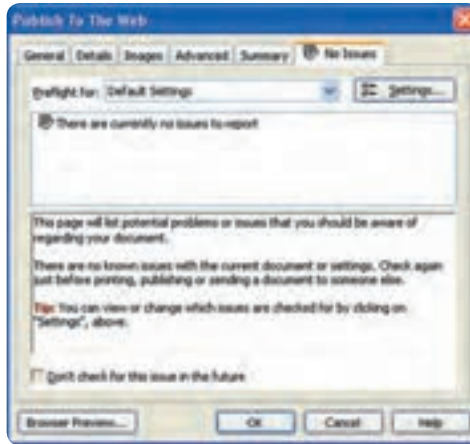 Publish To The Web
General Details Images Advanced Summary No Issues
Preflight for: Default Settings Settings...
There are currently no issues to report
This page will list potential problems or issues that you should be aware of
regarding your document.
There are no known issues with the current document or settings. Check again
just before printing, publishing or sending a document to someone else.
Tip: You can view or change which issues are checked for by clicking on
"Settings", above.
Don't check for this issue in the future
Browser Preview... OK Cancel Help